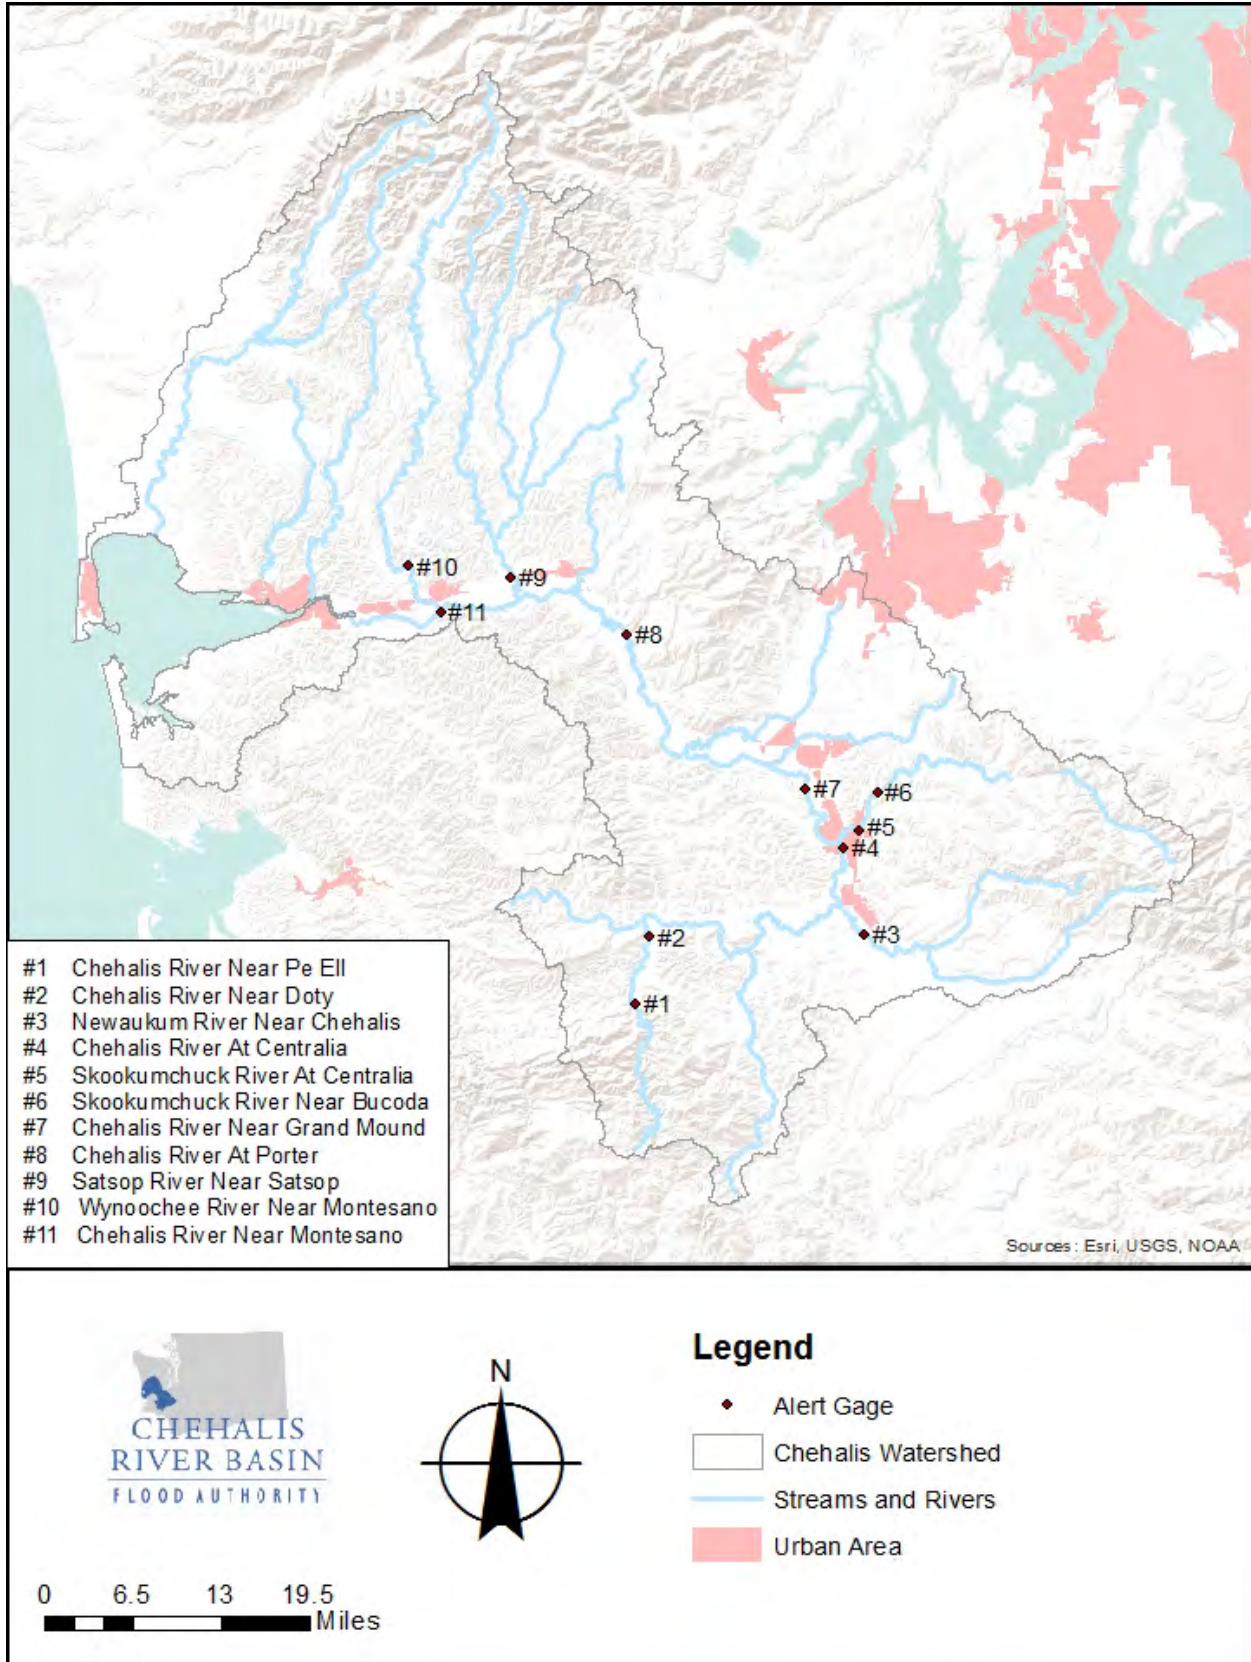 #10
#9
#11
#8
#7
#6
#5
#4
#3
#2
#1
#1 Chehalis River Near Pe Ell
#2 Chehalis River Near Doty
#3 Newaukum River Near Chehalis
#4 Chehalis River At Centralia
#5 Skookumchuck River At Centralia
#6 Skookumchuck River Near Bucoda
#7 Chehalis River Near Grand Mound
#8 Chehalis River At Porter
#9 Satsop River Near Satsop
#10 Wynoochee River Near Montesano
#11 Chehalis River Near Montesano
Sources: Esri, USGS, NOAA
CHEHALIS
RIVER BASIN
FLOOD AUTHORITY
N
Legend
Alert Gage
Chehalis Watershed
Streams and Rivers
Urban Area
0 6.5 13 19.5
Miles